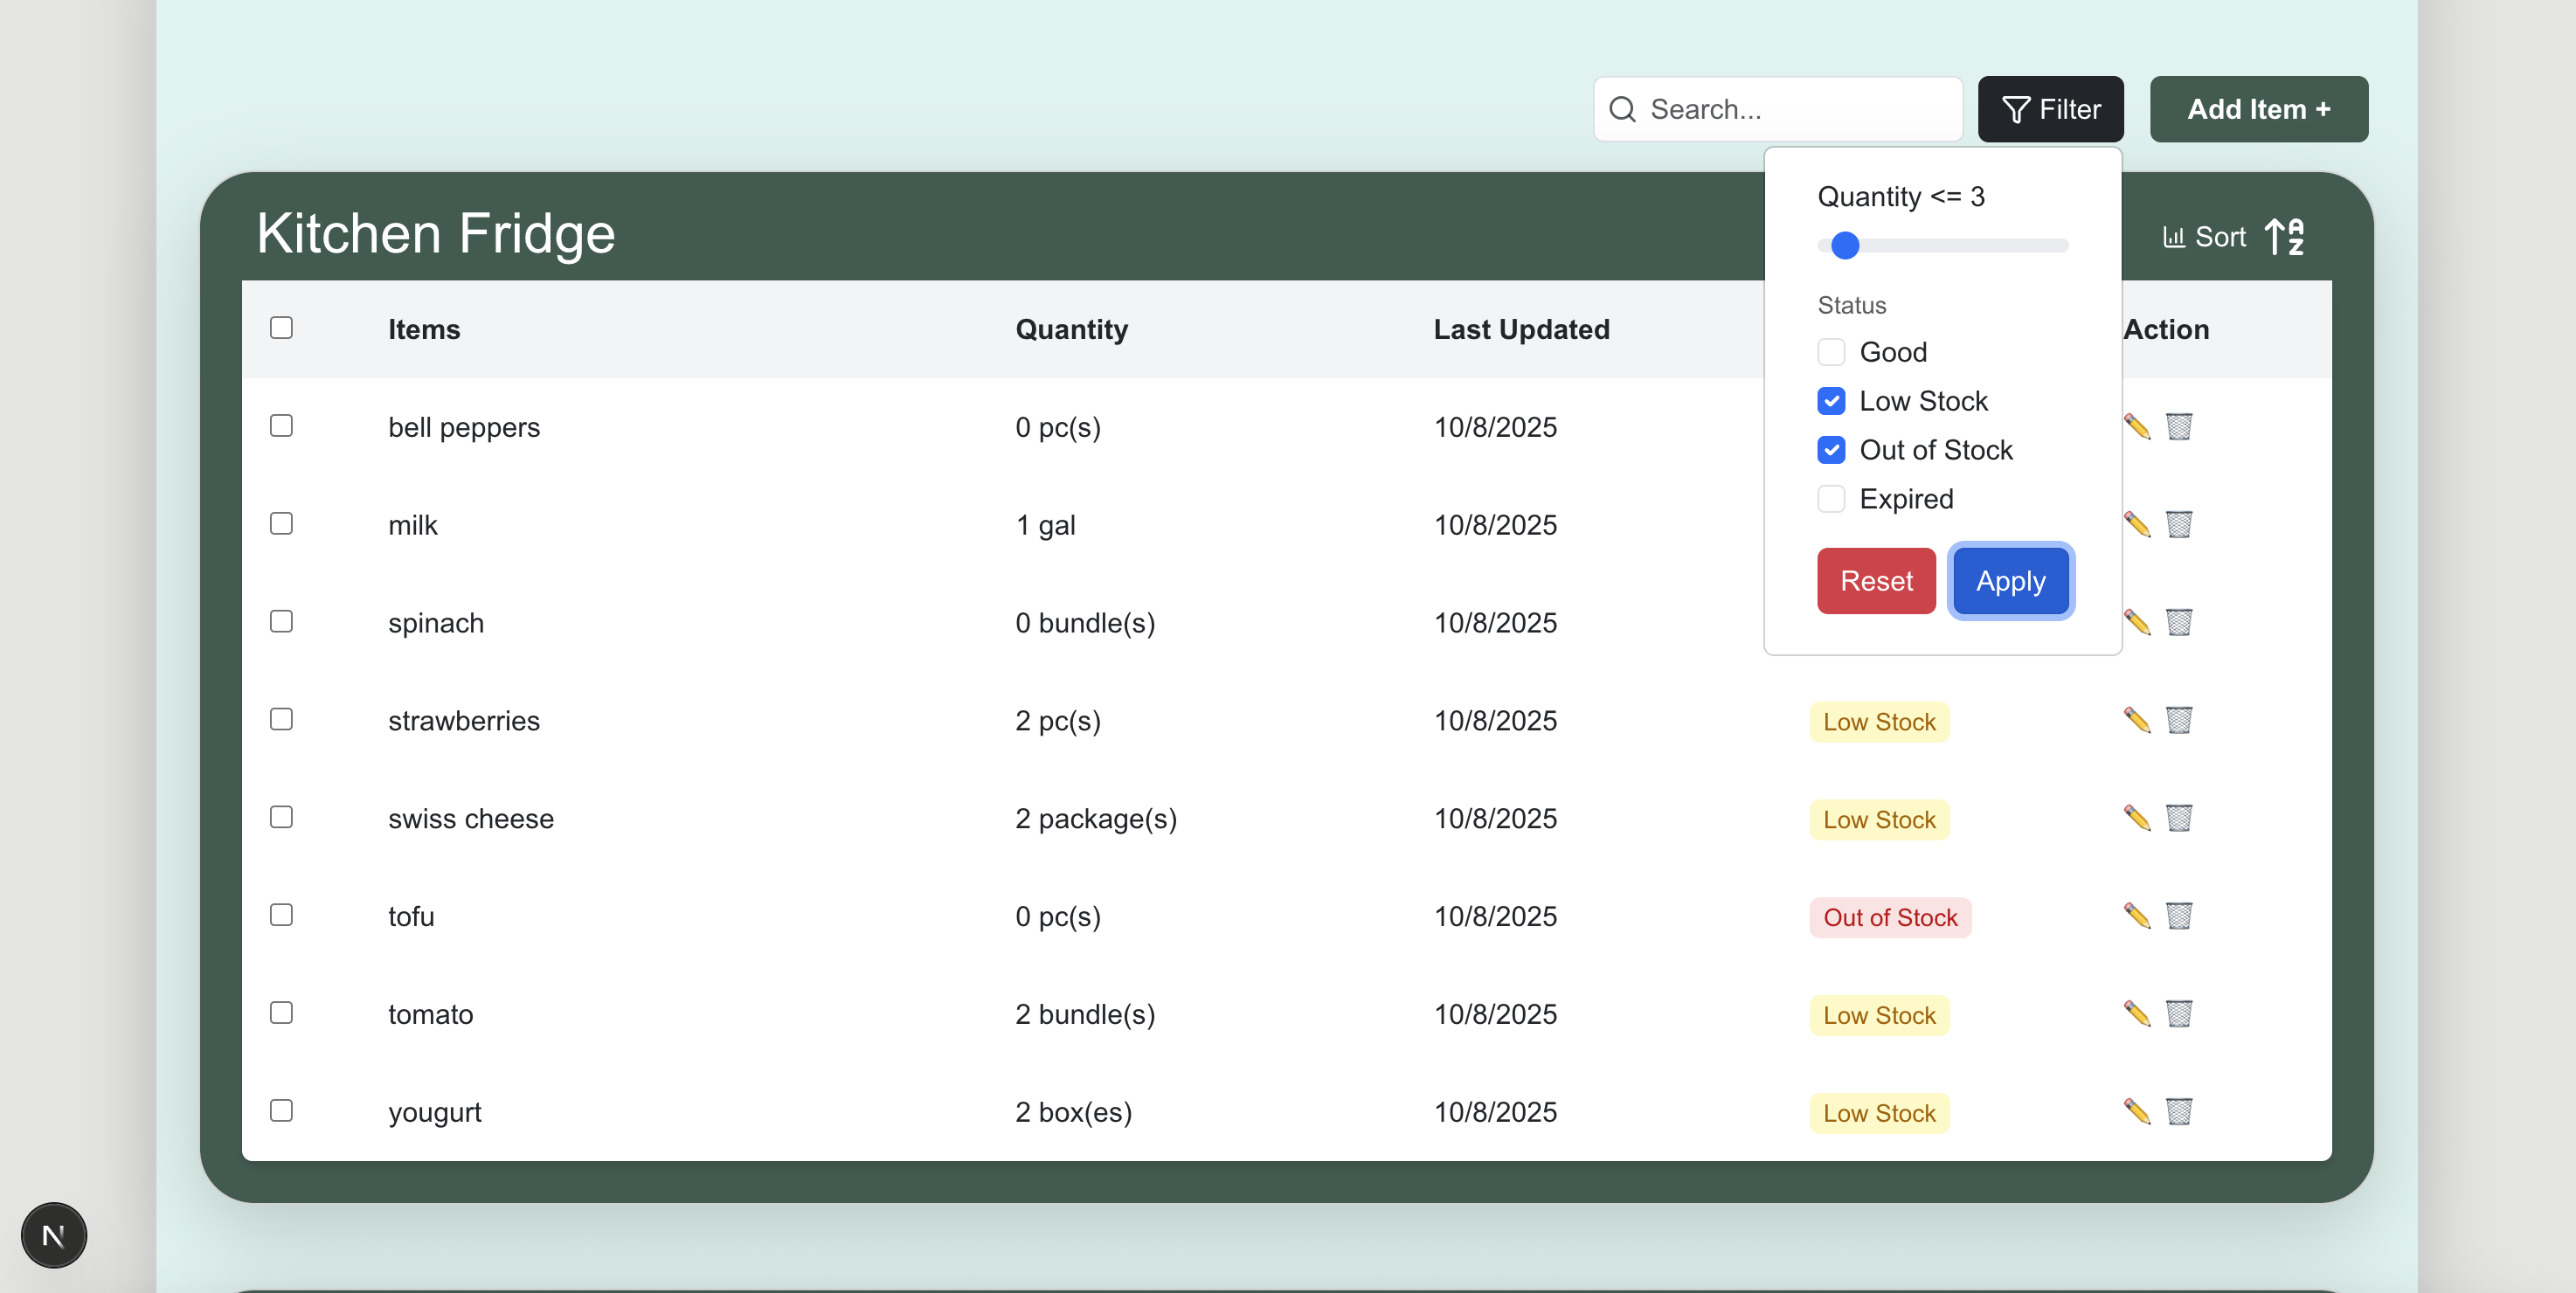 Search...
Filter
Add Item +
Quantity <= 3
Kitchen Fridge
Sort
A
Z
Status
Good
Low Stock
Out of Stock
Expired
Reset
Apply
Items Quantity Last Updated Action
bell peppers 0 pc(s) 10/8/2025
milk 1 gal 10/8/2025
spinach 0 bundle(s) 10/8/2025
strawberries 2 pc(s) 10/8/2025 Low Stock
swiss cheese 2 package(s) 10/8/2025 Low Stock
tofu 0 pc(s) 10/8/2025 Out of Stock
tomato 2 bundle(s) 10/8/2025 Low Stock
yougurt 2 box(es) 10/8/2025 Low Stock
N